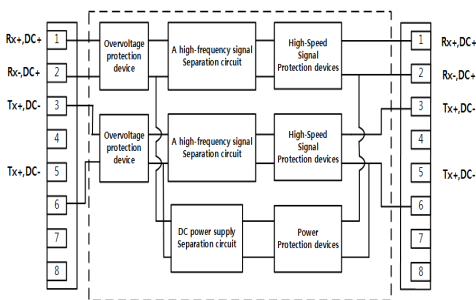 Rx+,DC+
1
Overvoltage
protection
device
A high-frequency signal
Separation circuit
High-Speed
Signal
Protection devices
1
Rx+,DC+
Rx-,DC+
2
2
Rx-,DC+
Tx+,DC-
3
Overvoltage
protection
device
A high-frequency signal
Separation circuit
High-Speed
Signal
Protection devices
3
Tx+,DC-
4
4
Tx+,DC-
5
5
Tx+,DC-
6
DC power supply
Separation circuit
Power
Protection devices
6
7
7
8
8